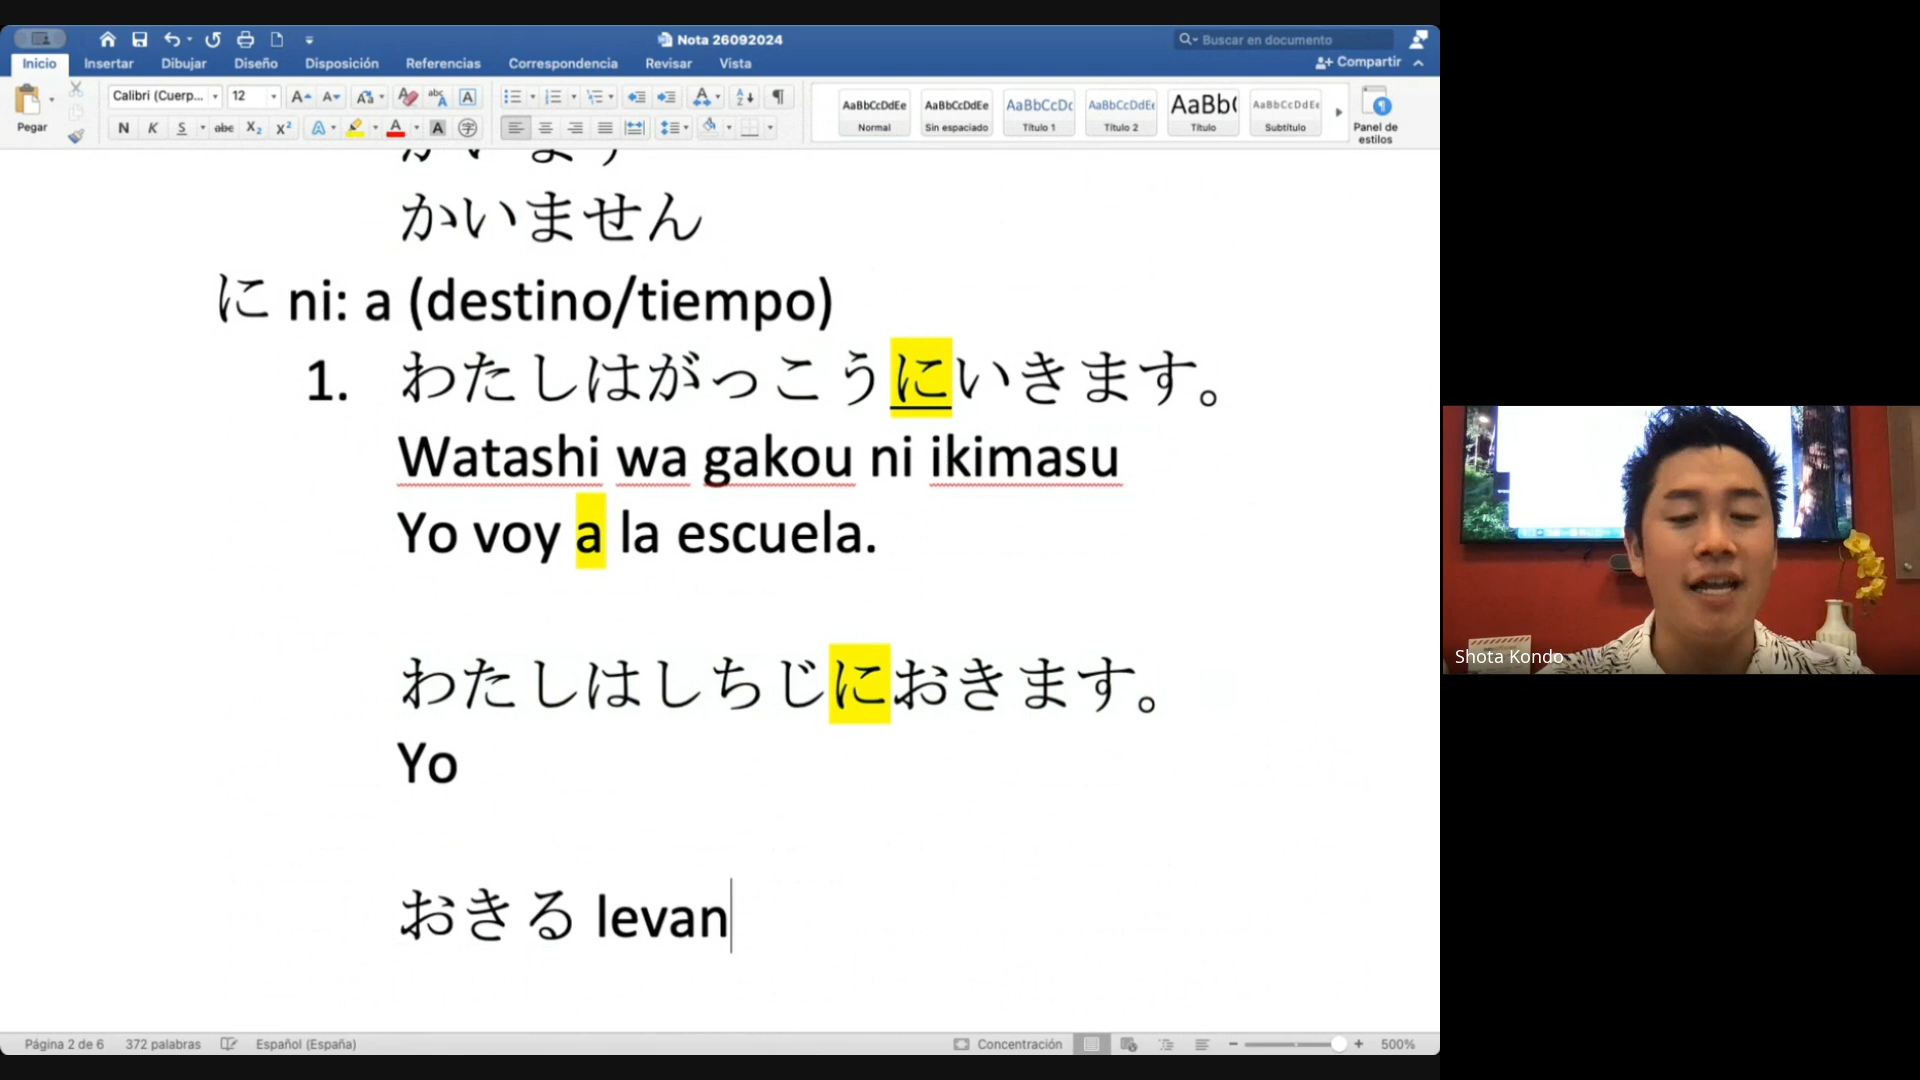 Nota 26092024
Buscar en documento
Inicio Insertar Dibujar Diseño Disposición Referencias Correspondencia Revisar Vista
Compartir
Pegar
Calibri (Cuerp... 12
AaBbCcDdEe AaBbCcDdEe AaBbCcDc AaBbCcDdEe AaBb( AaBbCcDdEe
Normal Sin espaciado Título 1 Título 2 Título Subtítulo
Panel de estilos
かいません
に ni: a (destino/tiempo)
1. わたしはがっこうにいきます。
Watashi wa gakou ni ikimasu
Yo voy a la escuela.
わたしはしちじにおきます。
Yo
おきる levan
Shota Kondo
Página 2 de 6 372 palabras Español (España) Concentración 500%